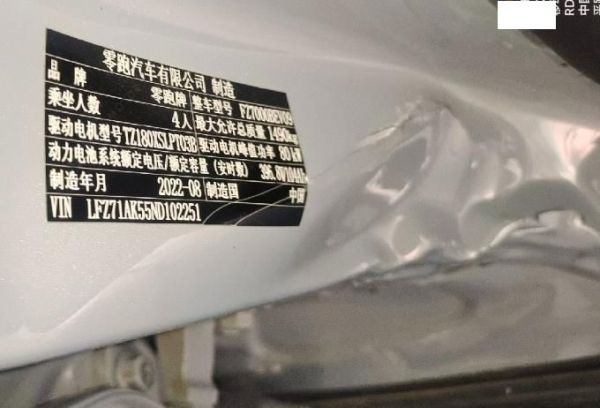 零跑汽车有限公司 制造
品 牌 零跑牌 整车型号 FZ7000BEV09
乘坐人数 4人 最大允许总质量 1490kg
驱动电机型号 TZ180XSLPT03B 驱动电机峰值功率 80 kW
动力电池系统额定电压/额定容量（安时数）
制造年月 2022-08 制造国 中国
VIN LFZ71AK55ND102251